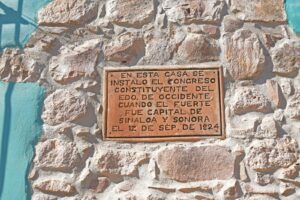 EN ESTA CASA SE
INSTALO EL CONGRESO
CONSTITUYENTE DEL
EDO. DE OCCIDENTE
CUANDO EL FUERTE
FUE CAPITAL DE
SINALOA Y SONORA
EL 12 DE SEP. DE 1824